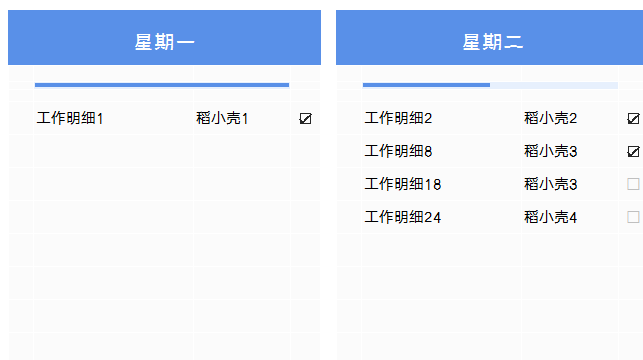 星期一
工作明细1 稻小壳1 ☑
星期二
工作明细2 稻小壳2 ☑
工作明细8 稻小壳3 ☑
工作明细18 稻小壳3 ☐
工作明细24 稻小壳4 ☐